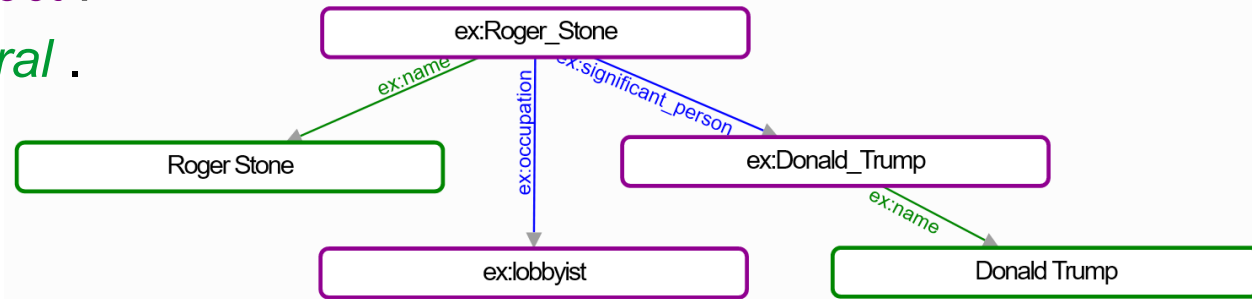 ex:Roger_Stone
ral .
ex:name
ex:occupation
ex:significant_person
Roger Stone
ex:Donald_Trump
ex:name
ex:lobbyist
Donald Trump